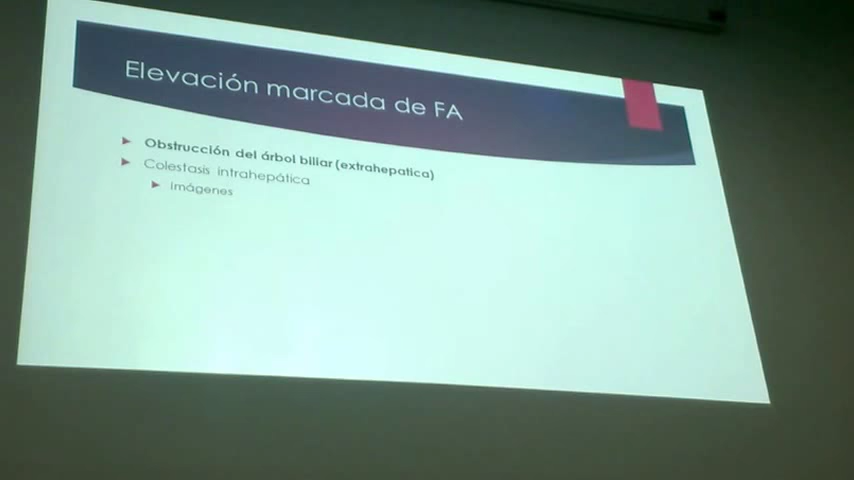 Elevación marcada de FA
Obstrucción del árbol biliar (extrahepatica)
Colestasis intrahepática
Imágenes